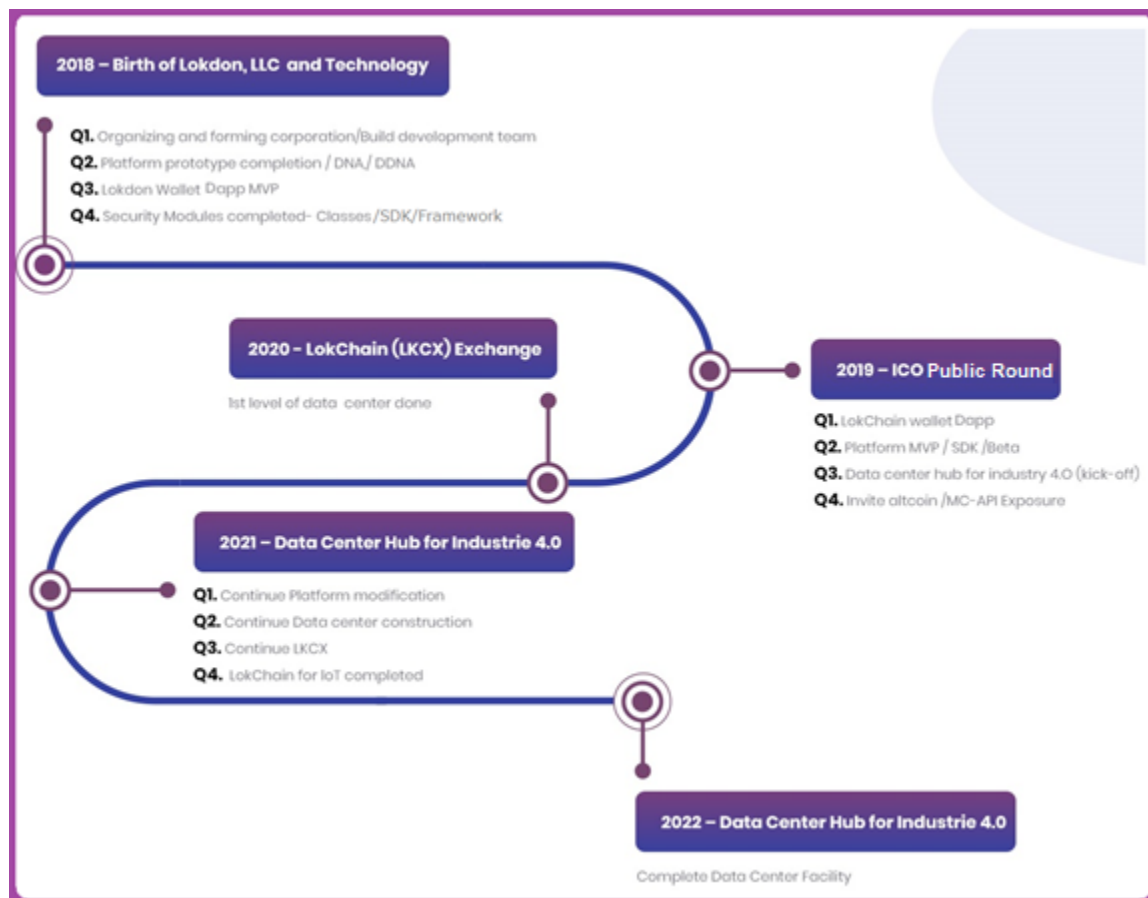 2018 – Birth of Lokdon, LLC and Technology
Q1. Organizing and forming corporation/Build development team
Q2. Platform prototype completion / DNA/ DDNA
Q3. Lokdon Wallet Dapp MVP
Q4. Security Modules completed- Classes/SDK/Framework
2019 – ICO Public Round
Q1. LokChain wallet Dapp
Q2. Platform MVP / SDK /Beta
Q3. Data center hub for industry 4.0 (kick-off)
Q4. Invite altcoin /MC-API Exposure
2020 - LokChain (LKCX) Exchange
1st level of data center done
2021 – Data Center Hub for Industrie 4.0
Q1. Continue Platform modification
Q2. Continue Data center construction
Q3. Continue LKCX
Q4. LokChain for IoT completed
2022 – Data Center Hub for Industrie 4.0
Complete Data Center Facility